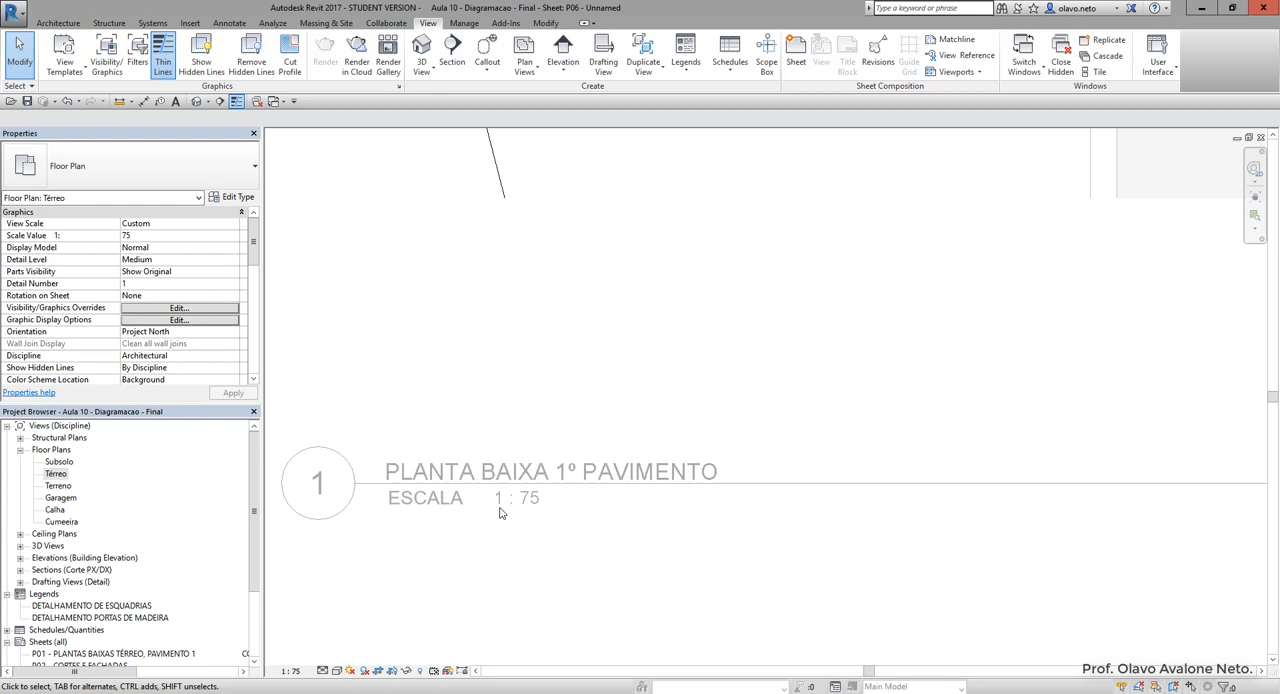 Autodesk Revit 2017 - STUDENT VERSION - Aula 10 - Diagramacao - Final - Sheet: P06 - Unnamed
Type a keyword or phrase
olavo.neto
Architecture Structure Systems Insert Annotate Analyze Massing & Site Collaborate View Manage Add-Ins Modify
Modify
View Templates
Visibility/ Graphics
Filters
Thin Lines
Show Hidden Lines
Remove Hidden Lines
Cut Profile
Render
Render in Cloud
Render Gallery
3D View
Section
Callout
Plan Views
Elevation
Drafting View
Duplicate View
Legends
Schedules
Scope Box
Sheet
View
Title Block
Revisions
Guide Grid
Matchline
View Reference
Viewports
Switch Windows
Close Hidden
Replicate
Cascade
Tile
User Interface
Select
Graphics
Create
Sheet Composition
Windows
Properties
Floor Plan
Floor Plan: Térreo
Edit Type
Graphics
View Scale Custom
Scale Value 1: 75
Display Model Normal
Detail Level Medium
Parts Visibility Show Original
Detail Number 1
Rotation on Sheet None
Visibility/Graphics Overrides Edit...
Graphic Display Options Edit...
Orientation Project North
Wall Join Display Clean all wall joins
Discipline Architectural
Show Hidden Lines By Discipline
Color Scheme Location Background
Properties help
Apply
Project Browser - Aula 10 - Diagramacao - Final
Views (Discipline)
Structural Plans
Floor Plans
Subsolo
Térreo
Terreno
Garagem
Calha
Cumeeira
Ceiling Plans
3D Views
Elevations (Building Elevation)
Sections (Corte PX/DX)
Drafting Views (Detail)
Legends
DETALHAMENTO DE ESQUADRIAS
DETALHAMENTO PORTAS DE MADEIRA
Schedules/Quantities
Sheets (all)
P01 - PLANTAS BAIXAS TÉRREO, PAVIMENTO 1
P02 - CORTES E FACHADAS
1
PLANTA BAIXA 1º PAVIMENTO
ESCALA 1 : 75
1 : 75
Prof. Olavo Avalone Neto.
Click to select, TAB for alternates, CTRL adds, SHIFT unselects.
:0
Main Model
:0